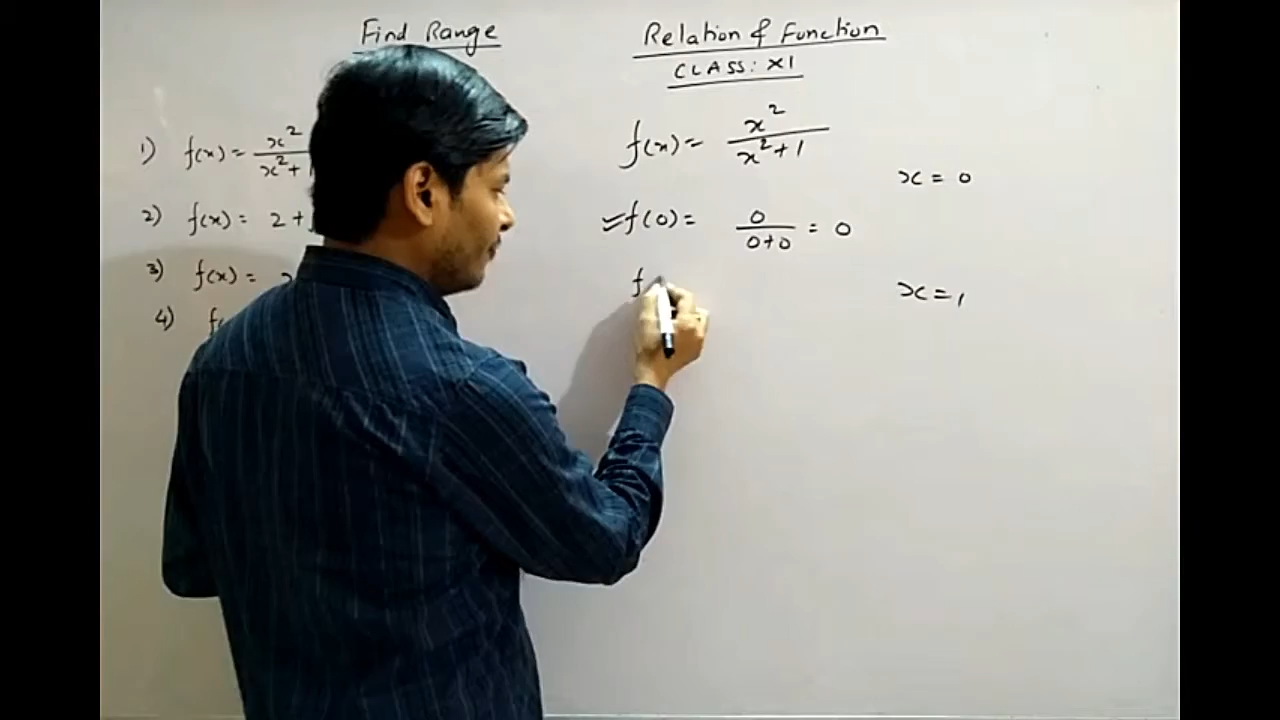 Find Range
1) f(x) = x²/x²+1
2) f(x) = 2 +
3) f(x) =
4) f(
Relation & Function
CLASS: XI
f(x) = x²/x²+1
x = 0
✓ f(0) = 0/0+0 = 0
f
x = 1